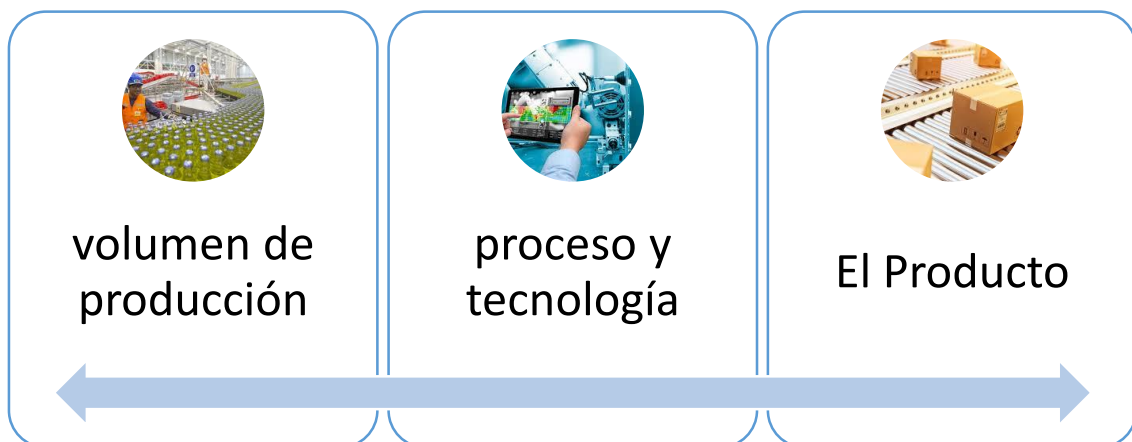 volumen de
producción
proceso y
tecnología
El Producto